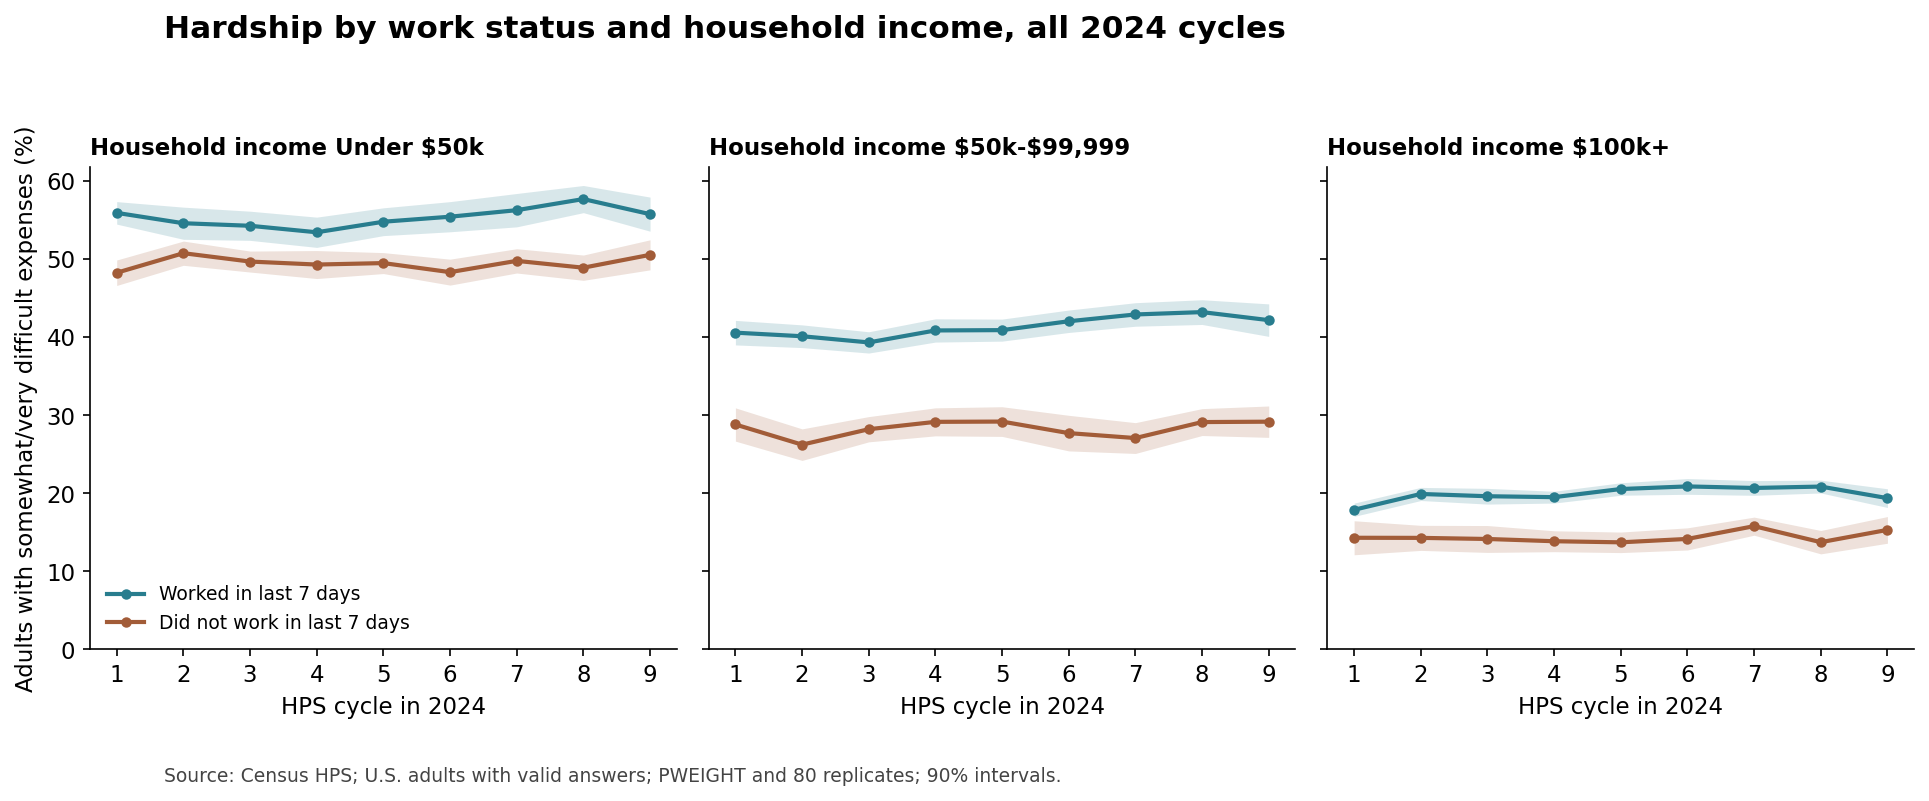 Hardship by work status and household income, all 2024 cycles
Adults with somewhat/very difficult expenses (%)
Household income Under $50k
60
50
40
30
20
10
0
Worked in last 7 days
Did not work in last 7 days
1 2 3 4 5 6 7 8 9
HPS cycle in 2024
Household income $50k-$99,999
1 2 3 4 5 6 7 8 9
HPS cycle in 2024
Household income $100k+
1 2 3 4 5 6 7 8 9
HPS cycle in 2024
Source: Census HPS; U.S. adults with valid answers; PWEIGHT and 80 replicates; 90% intervals.